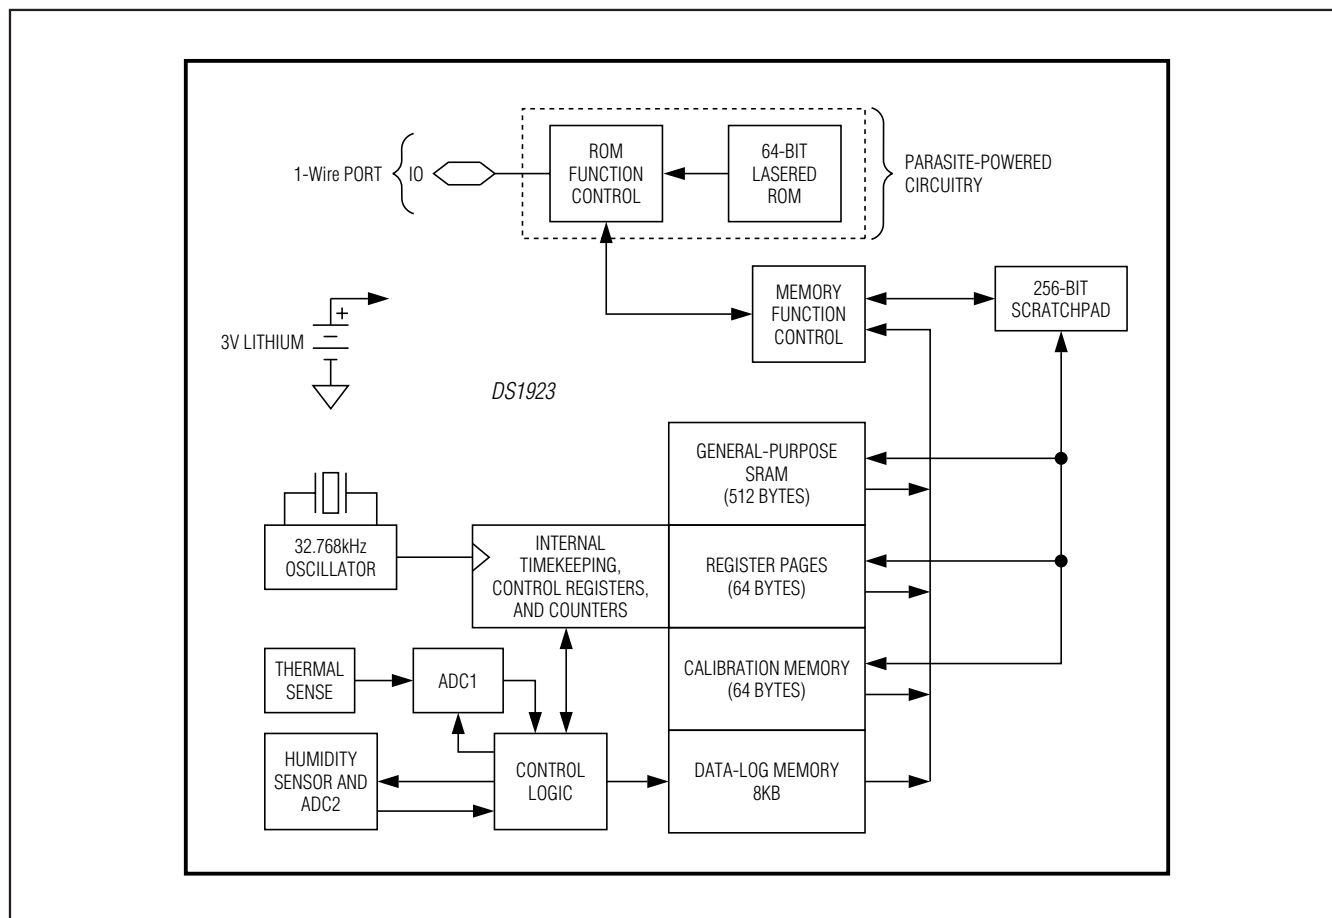 ROM
FUNCTION
CONTROL
64-BIT
LASERED
ROM
1-Wire PORT
IO
PARASITE-POWERED
CIRCUITRY
MEMORY
FUNCTION
CONTROL
256-BIT
SCRATCHPAD
+
3V LITHIUM
DS1923
GENERAL-PURPOSE
SRAM
(512 BYTES)
32.768kHz
OSCILLATOR
INTERNAL
TIMEKEEPING,
CONTROL REGISTERS,
AND COUNTERS
REGISTER PAGES
(64 BYTES)
THERMAL
SENSE
ADC1
CALIBRATION MEMORY
(64 BYTES)
HUMIDITY
SENSOR AND
ADC2
CONTROL
LOGIC
DATA-LOG MEMORY
8KB